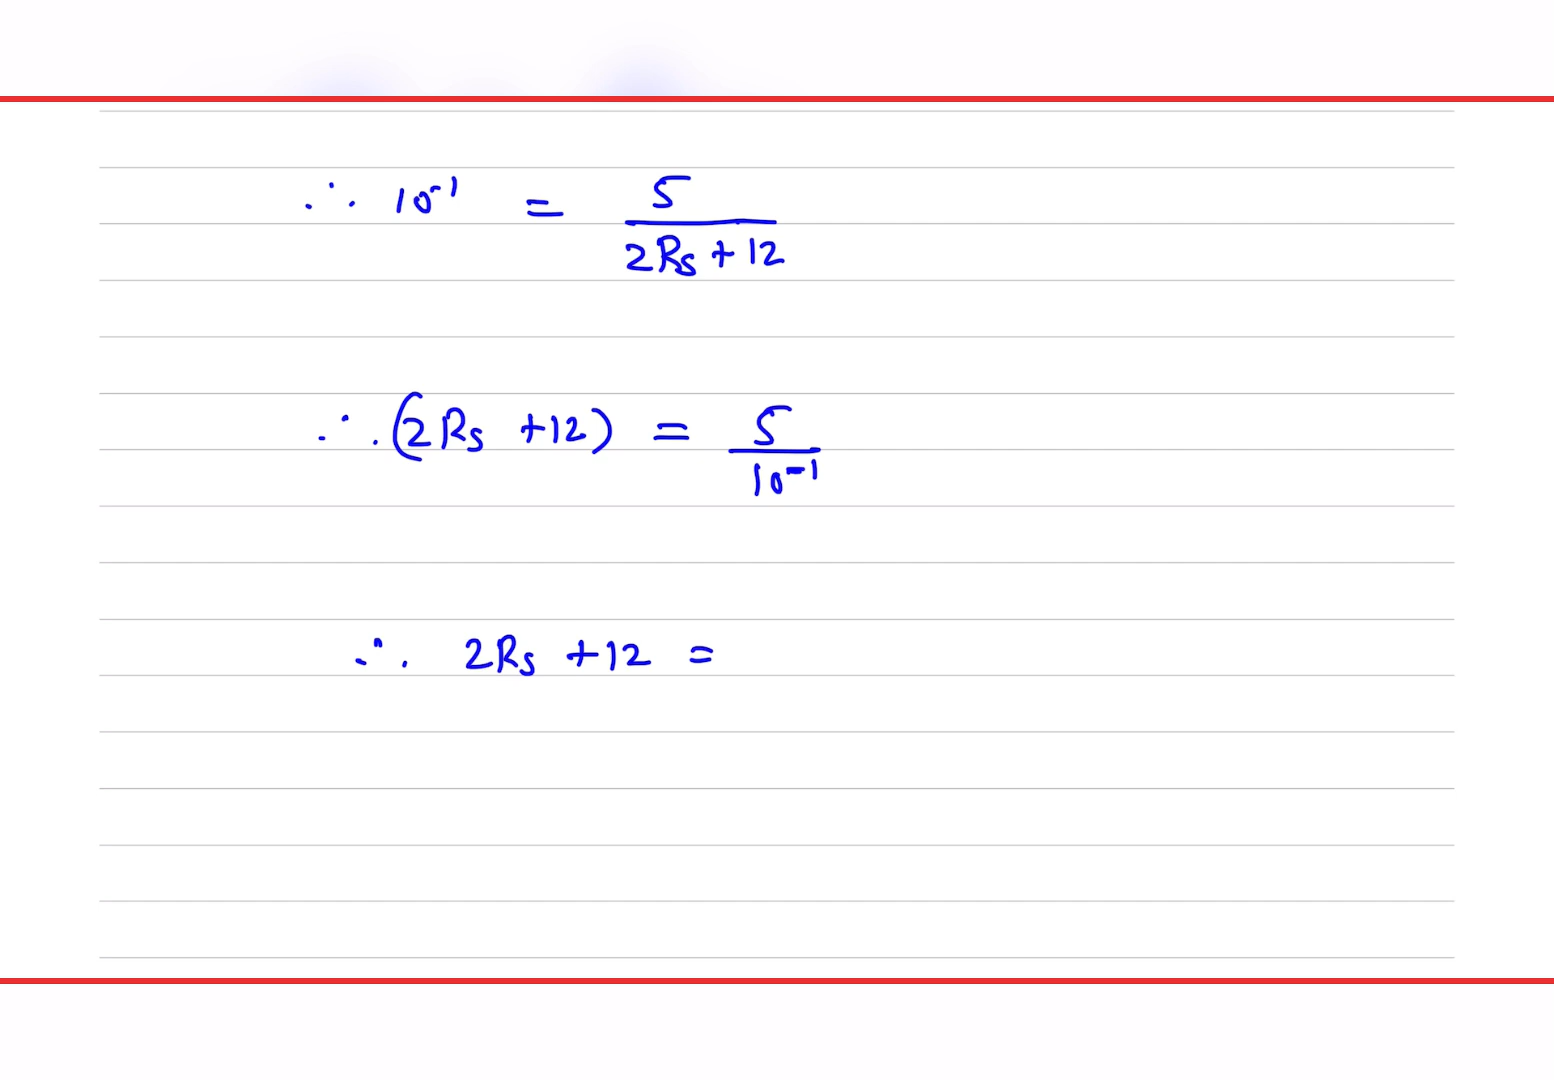 ∴ 10⁻¹ = 5 / 2Rs + 12
∴ (2Rs + 12) = 5 / 10⁻¹
∴ 2Rs + 12 =